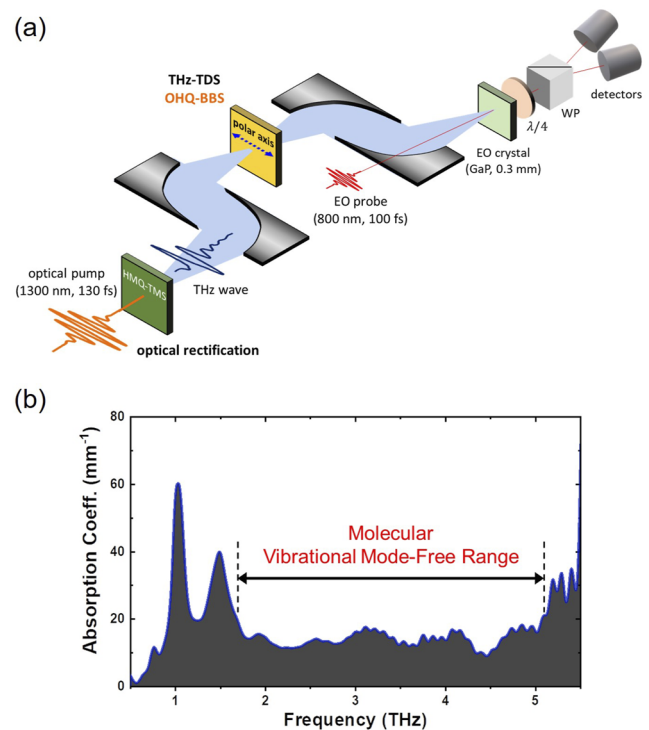 (a)
THz-TDS
OHQ-BBS
polar axis
detectors
WP
λ/4
EO crystal
(GaP, 0.3 mm)
EO probe
(800 nm, 100 fs)
THz wave
HMQ-TMS
optical pump
(1300 nm, 130 fs)
optical rectification
(b)
80
60
40
20
0
Absorption Coeff. (mm⁻¹)
Molecular
Vibrational Mode-Free Range
1 2 3 4 5
Frequency (THz)